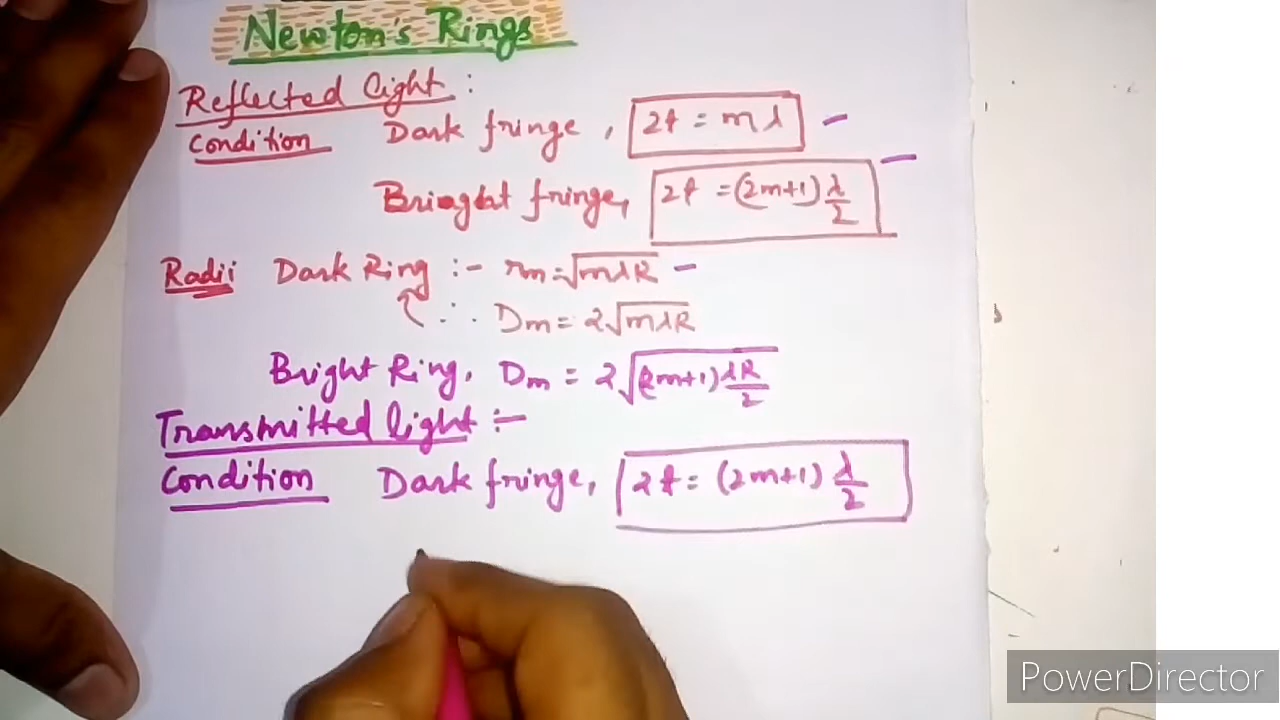 Newton's Rings
Reflected light :
Condition Dark fringe , 2t = mλ –
Bright fringe, 2t = (2m+1) λ/2 –
Radii Dark Ring :- rm = √mλR –
∴ Dm = 2√mλR
Bright Ring, Dm = 2√(2m+1) λR/2
Transmitted light :-
Condition Dark fringe, 2t = (2m+1) λ/2
PowerDirector